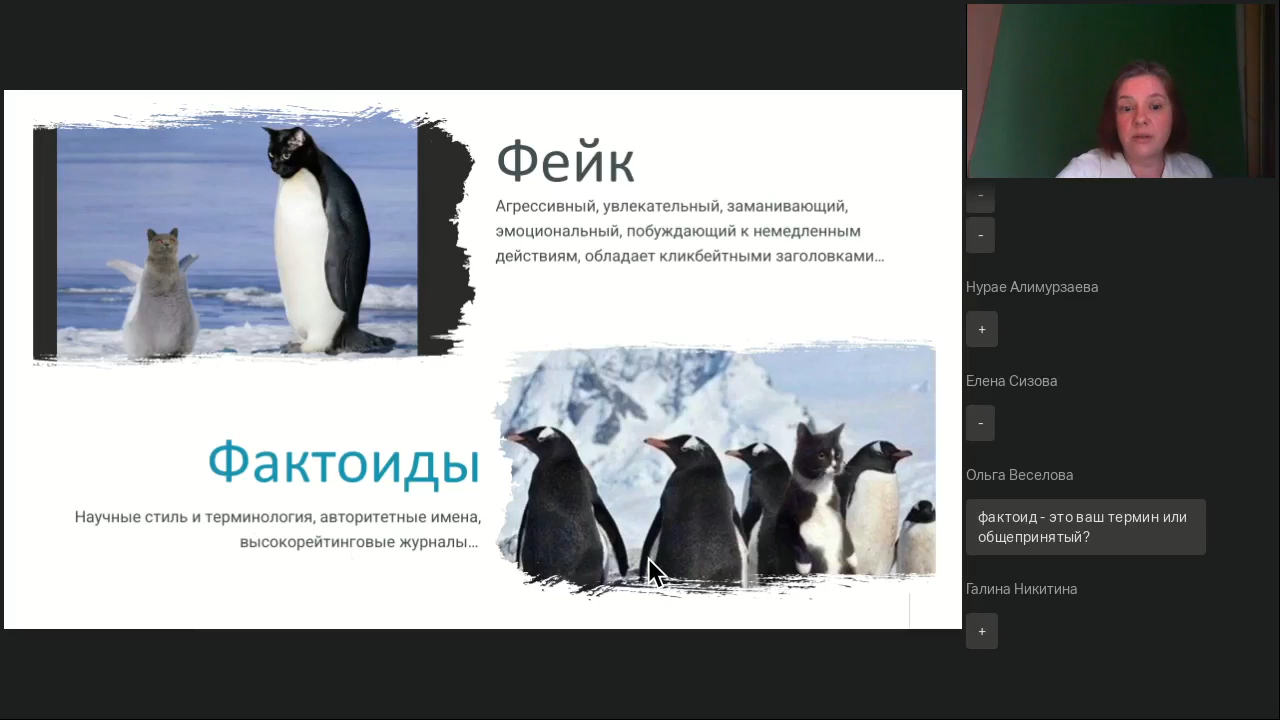 Фейк
Агрессивный, увлекательный, заманивающий,
эмоциональный, побуждающий к немедленным
действиям, обладает кликбейтными заголовками...
Фактоиды
Научные стиль и терминология, авторитетные имена,
высокорейтинговые журналы...
-
-
Нурае Алимурзаева
+
Елена Сизова
-
Ольга Веселова
фактоид - это ваш термин или
общепринятый?
Галина Никитина
+